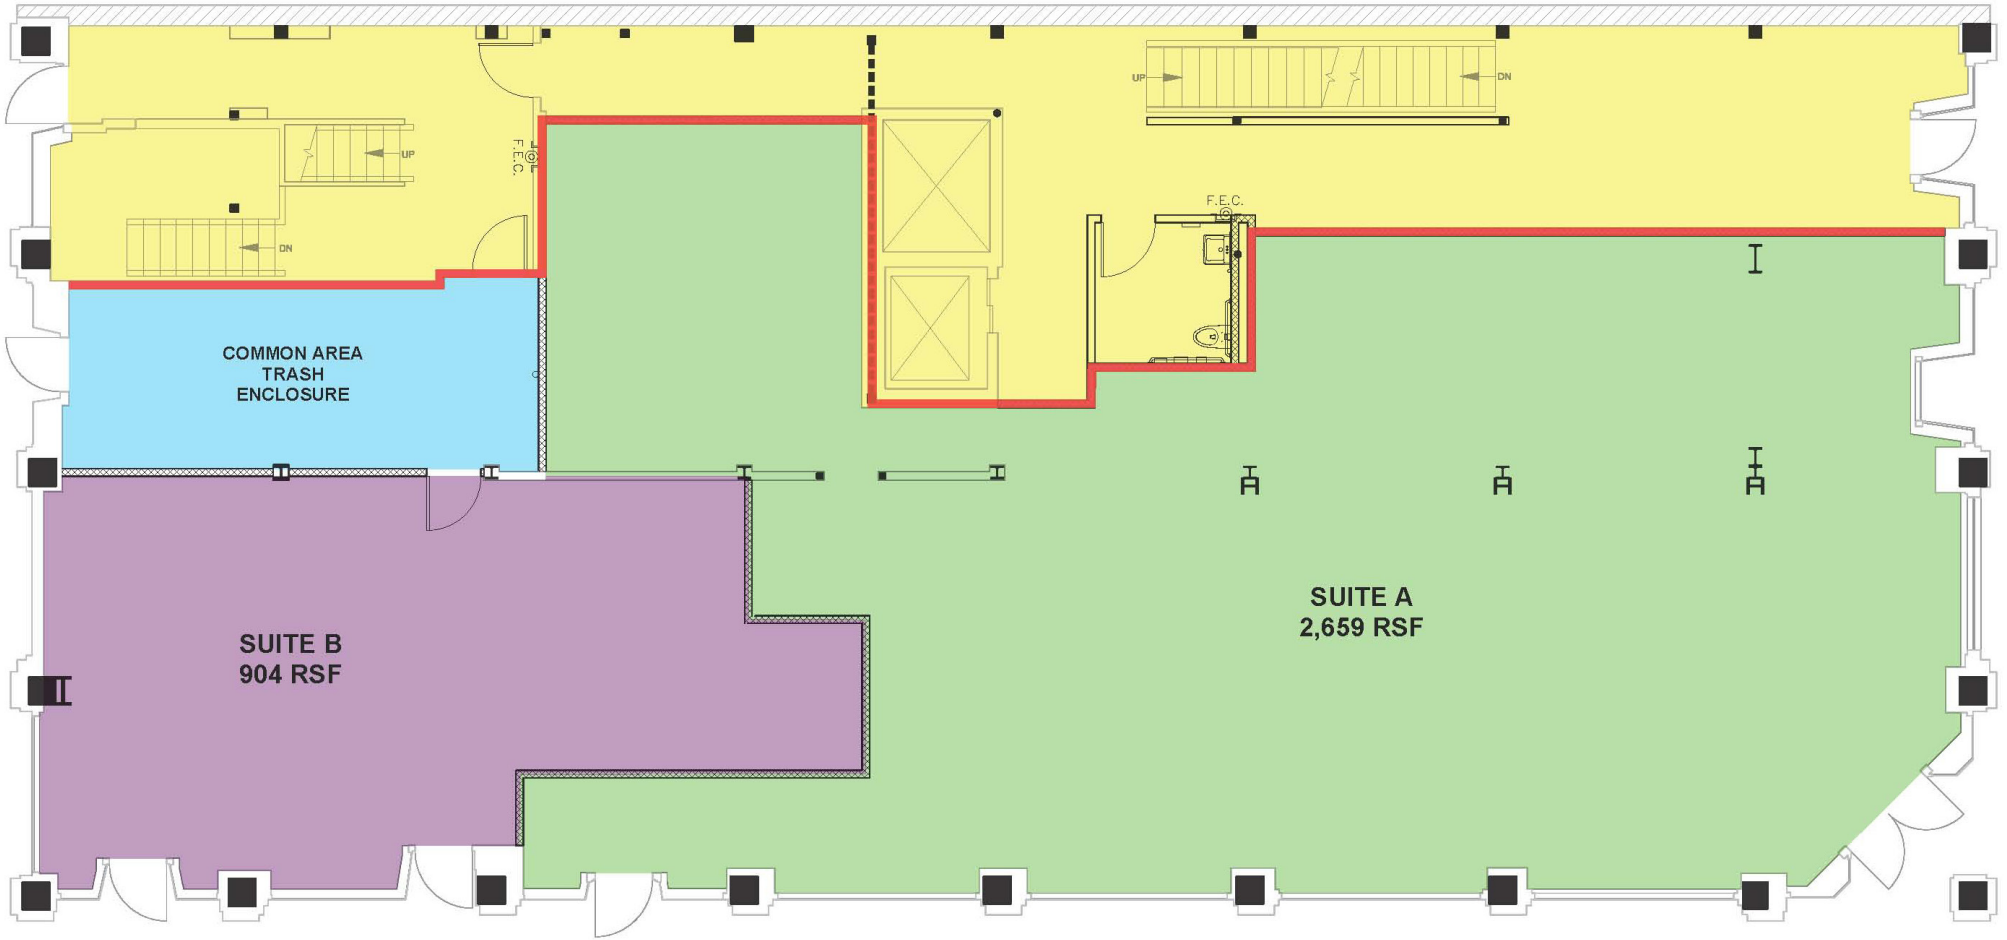 UP
DN
UP
F.E.C.
F.E.C.
DN
COMMON AREA
TRASH
ENCLOSURE
SUITE A
2,659 RSF
SUITE B
904 RSF